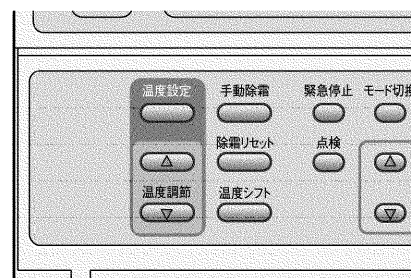 温度設定 手動除霜 緊急停止 モード切換
除霜リセット 点検
△ △
温度調節 温度シフト
▽ ▽